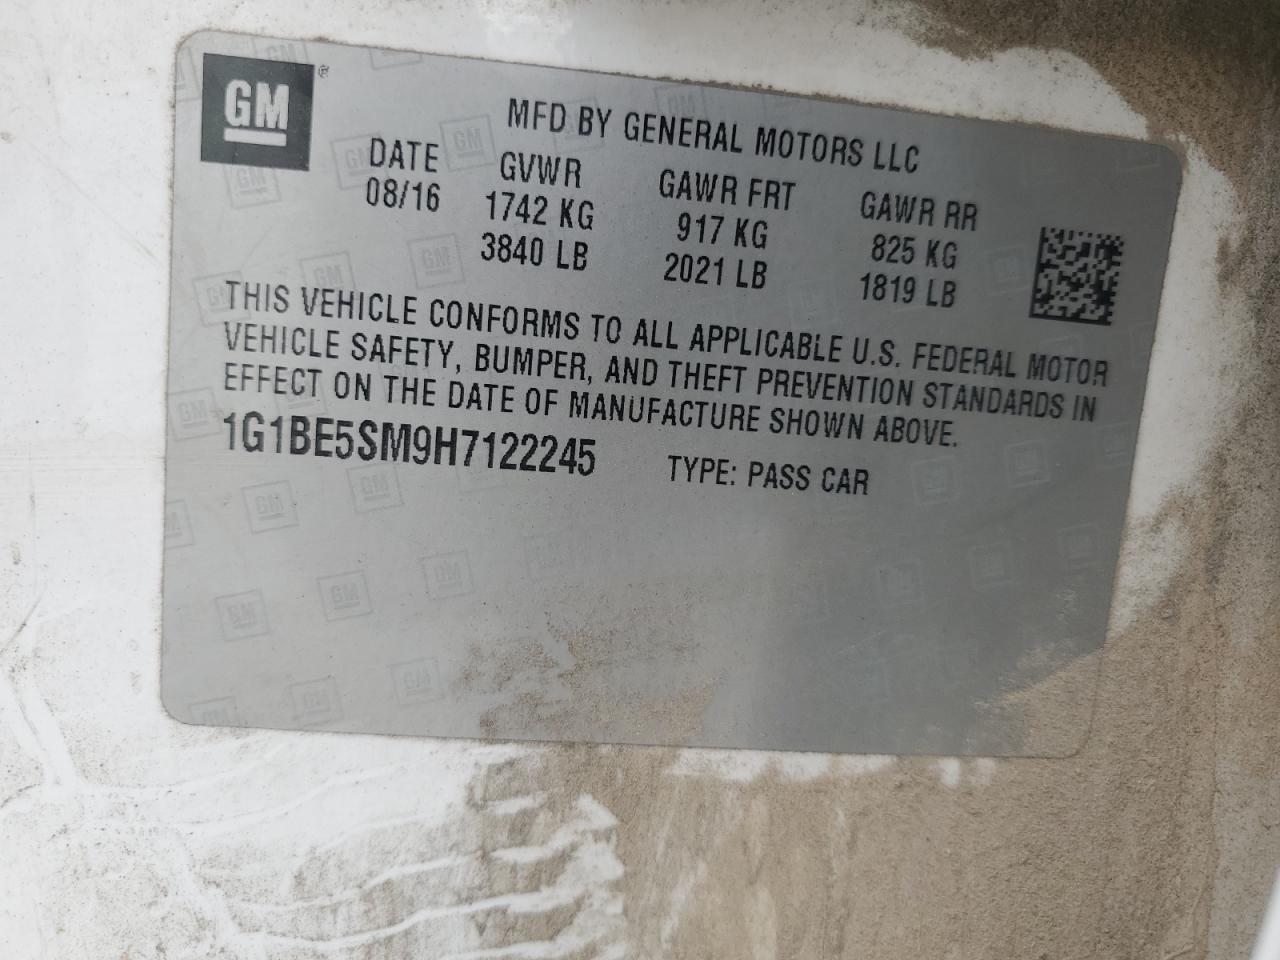 GM®
MFD BY GENERAL MOTORS LLC
DATE GVWR GAWR FRT GAWR RR
08/16 1742 KG 917 KG 825 KG
3840 LB 2021 LB 1819 LB
THIS VEHICLE CONFORMS TO ALL APPLICABLE U.S. FEDERAL MOTOR
VEHICLE SAFETY, BUMPER, AND THEFT PREVENTION STANDARDS IN
EFFECT ON THE DATE OF MANUFACTURE SHOWN ABOVE.
1G1BE5SM9H7122245 TYPE: PASS CAR